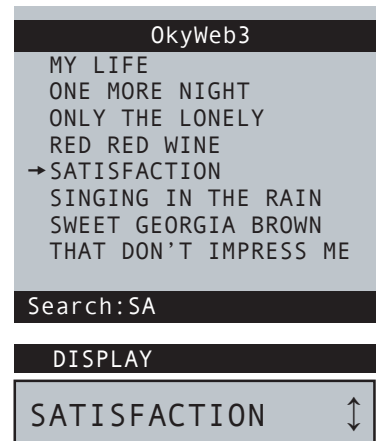 OkyWeb3
MY LIFE
ONE MORE NIGHT
ONLY THE LONELY
RED RED WINE
→SATISFACTION
SINGING IN THE RAIN
SWEET GEORGIA BROWN
THAT DON'T IMPRESS ME
Search:SA
DISPLAY
SATISFACTION ↕